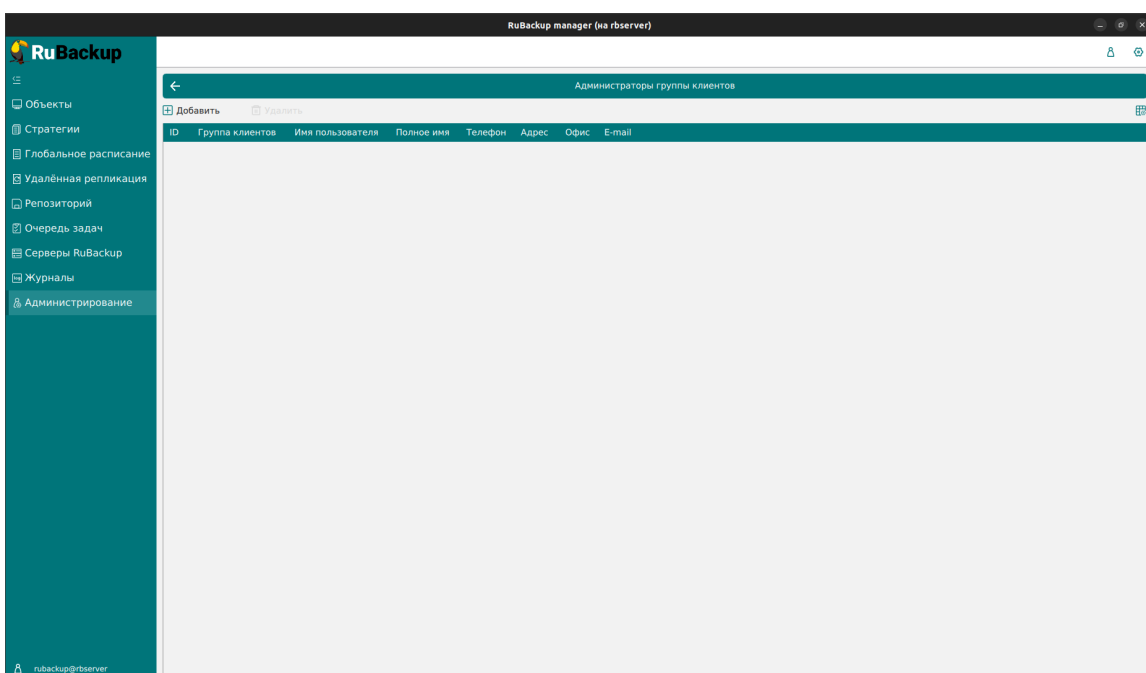 RuBackup manager (на rbserver)
RuBackup
Объекты
Стратегии
Глобальное расписание
Удалённая репликация
Репозиторий
Очередь задач
Серверы RuBackup
Журналы
Администрирование
rubackup@rbserver
Администраторы группы клиентов
Добавить Удалить
ID Группа клиентов Имя пользователя Полное имя Телефон Адрес Офис E-mail